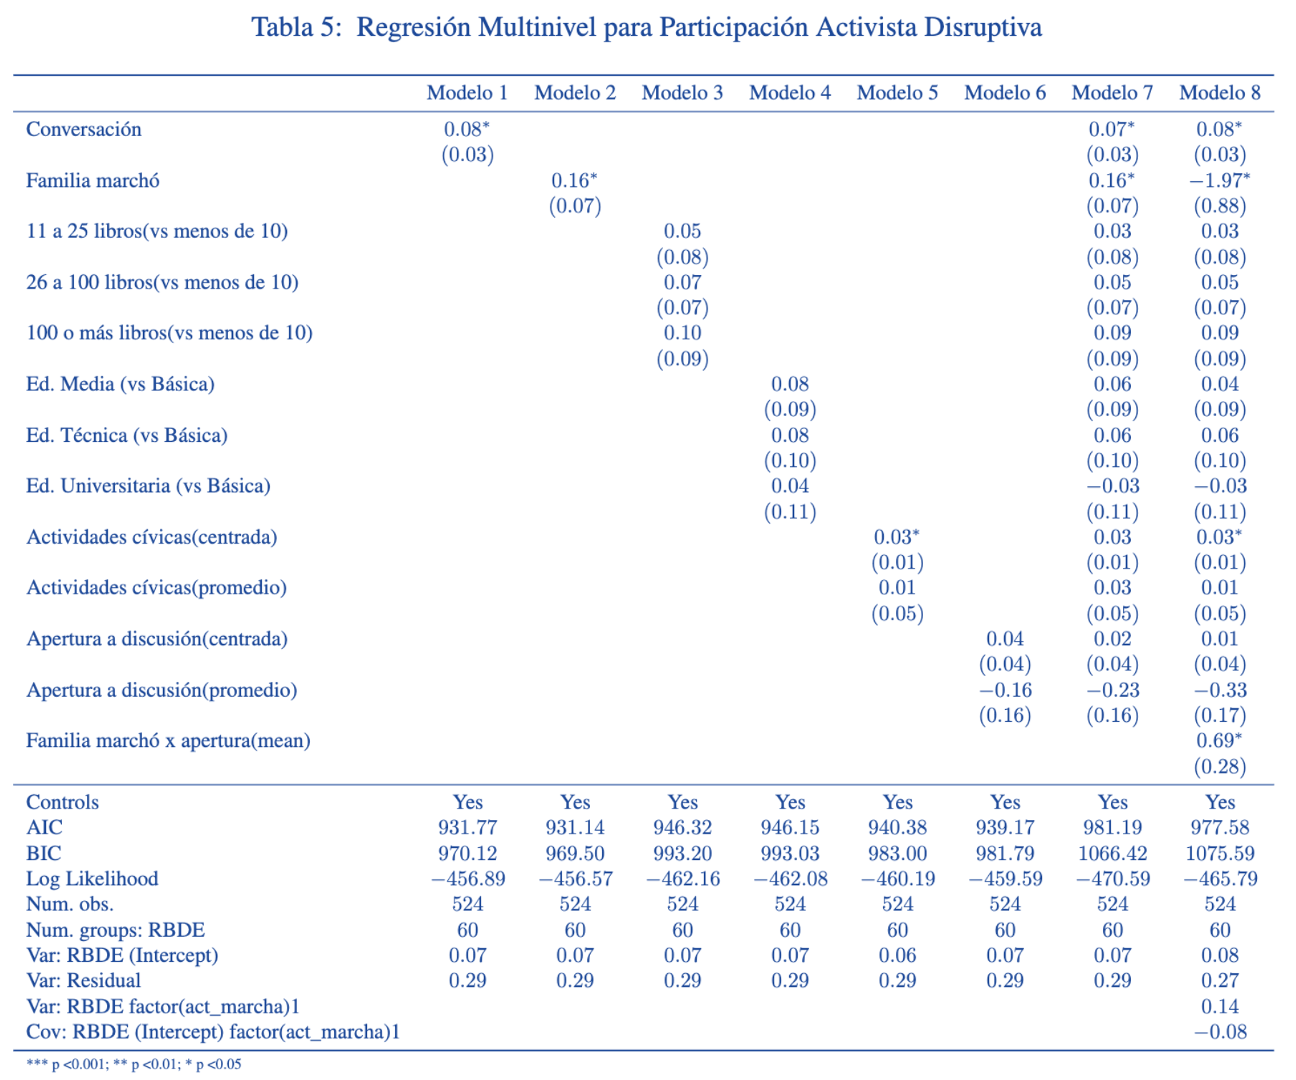 Tabla 5: Regresión Multinivel para Participación Activista Disruptiva
Modelo 1 Modelo 2 Modelo 3 Modelo 4 Modelo 5 Modelo 6 Modelo 7 Modelo 8
Conversación 0.08* 0.07* 0.08*
(0.03) (0.03) (0.03)
Familia marchó 0.16* 0.16* −1.97*
(0.07) (0.07) (0.88)
11 a 25 libros(vs menos de 10) 0.05 0.03 0.03
(0.08) (0.08) (0.08)
26 a 100 libros(vs menos de 10) 0.07 0.05 0.05
(0.07) (0.07) (0.07)
100 o más libros(vs menos de 10) 0.10 0.09 0.09
(0.09) (0.09) (0.09)
Ed. Media (vs Básica) 0.08 0.06 0.04
(0.09) (0.09) (0.09)
Ed. Técnica (vs Básica) 0.08 0.06 0.06
(0.10) (0.10) (0.10)
Ed. Universitaria (vs Básica) 0.04 −0.03 −0.03
(0.11) (0.11) (0.11)
Actividades cívicas(centrada) 0.03* 0.03 0.03*
(0.01) (0.01) (0.01)
Actividades cívicas(promedio) 0.01 0.03 0.01
(0.05) (0.05) (0.05)
Apertura a discusión(centrada) 0.04 0.02 0.01
(0.04) (0.04) (0.04)
Apertura a discusión(promedio) −0.16 −0.23 −0.33
(0.16) (0.16) (0.17)
Familia marchó x apertura(mean) 0.69*
(0.28)
Controls Yes Yes Yes Yes Yes Yes Yes Yes
AIC 931.77 931.14 946.32 946.15 940.38 939.17 981.19 977.58
BIC 970.12 969.50 993.20 993.03 983.00 981.79 1066.42 1075.59
Log Likelihood −456.89 −456.57 −462.16 −462.08 −460.19 −459.59 −470.59 −465.79
Num. obs. 524 524 524 524 524 524 524 524
Num. groups: RBDE 60 60 60 60 60 60 60 60
Var: RBDE (Intercept) 0.07 0.07 0.07 0.07 0.06 0.07 0.07 0.08
Var: Residual 0.29 0.29 0.29 0.29 0.29 0.29 0.29 0.27
Var: RBDE factor(act_marcha)1 0.14
Cov: RBDE (Intercept) factor(act_marcha)1 −0.08
*** p <0.001; ** p <0.01; * p <0.05